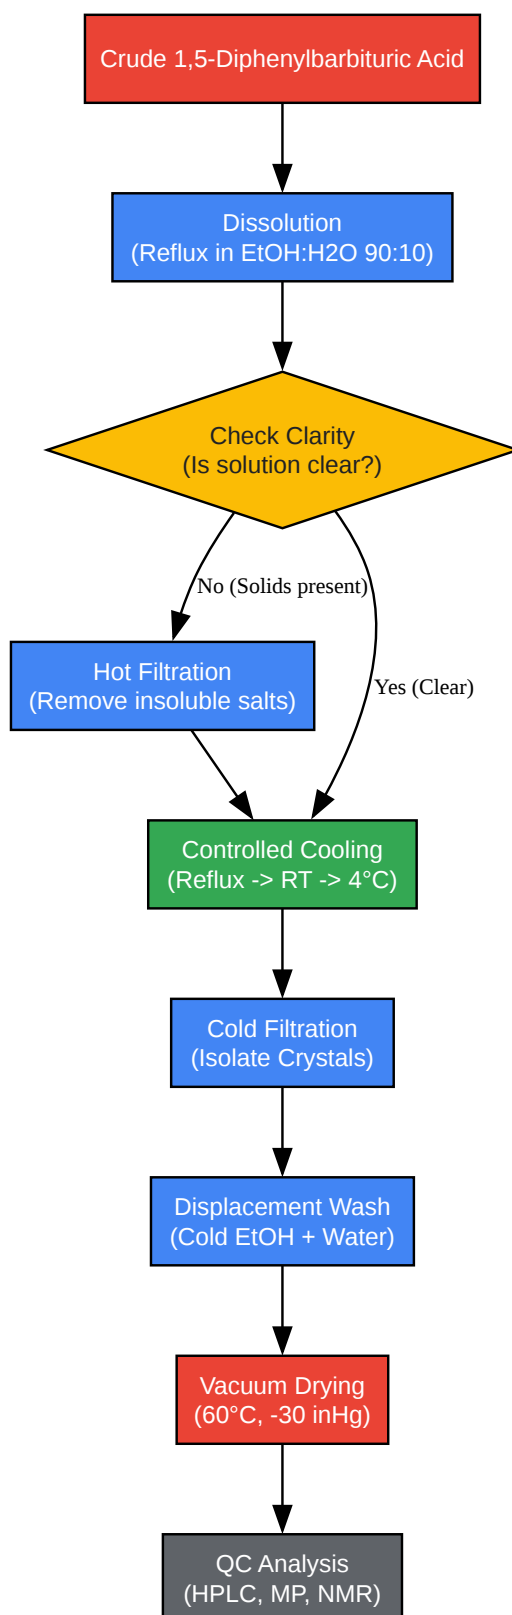 Crude 1,5-Diphenylbarbituric Acid
Dissolution
(Reflux in EtOH:H2O 90:10)
Check Clarity
(Is solution clear?)
No (Solids present)
Hot Filtration
(Remove insoluble salts)
Yes (Clear)
Controlled Cooling
(Reflux -> RT -> 4°C)
Cold Filtration
(Isolate Crystals)
Displacement Wash
(Cold EtOH + Water)
Vacuum Drying
(60°C, -30 inHg)
QC Analysis
(HPLC, MP, NMR)